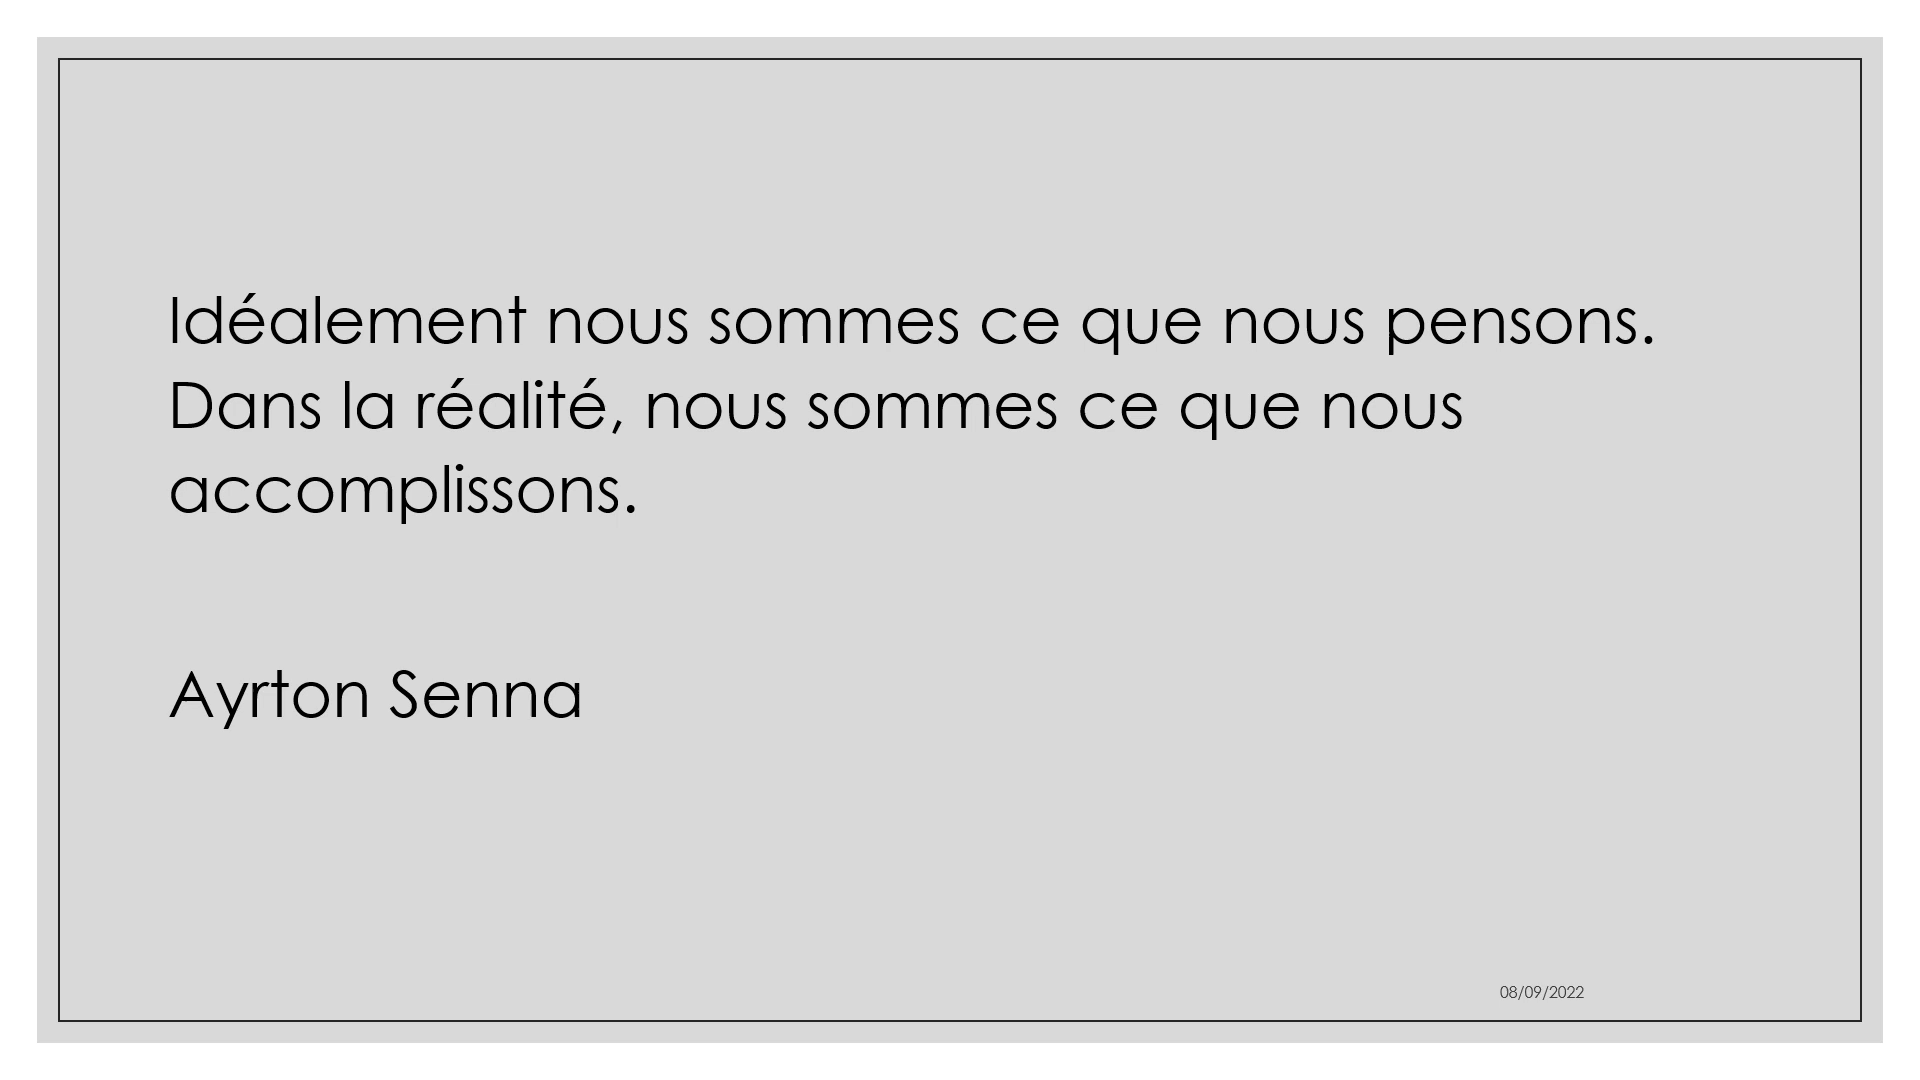 Idéalement nous sommes ce que nous pensons.
Dans la réalité, nous sommes ce que nous
accomplissons.
Ayrton Senna
08/09/2022